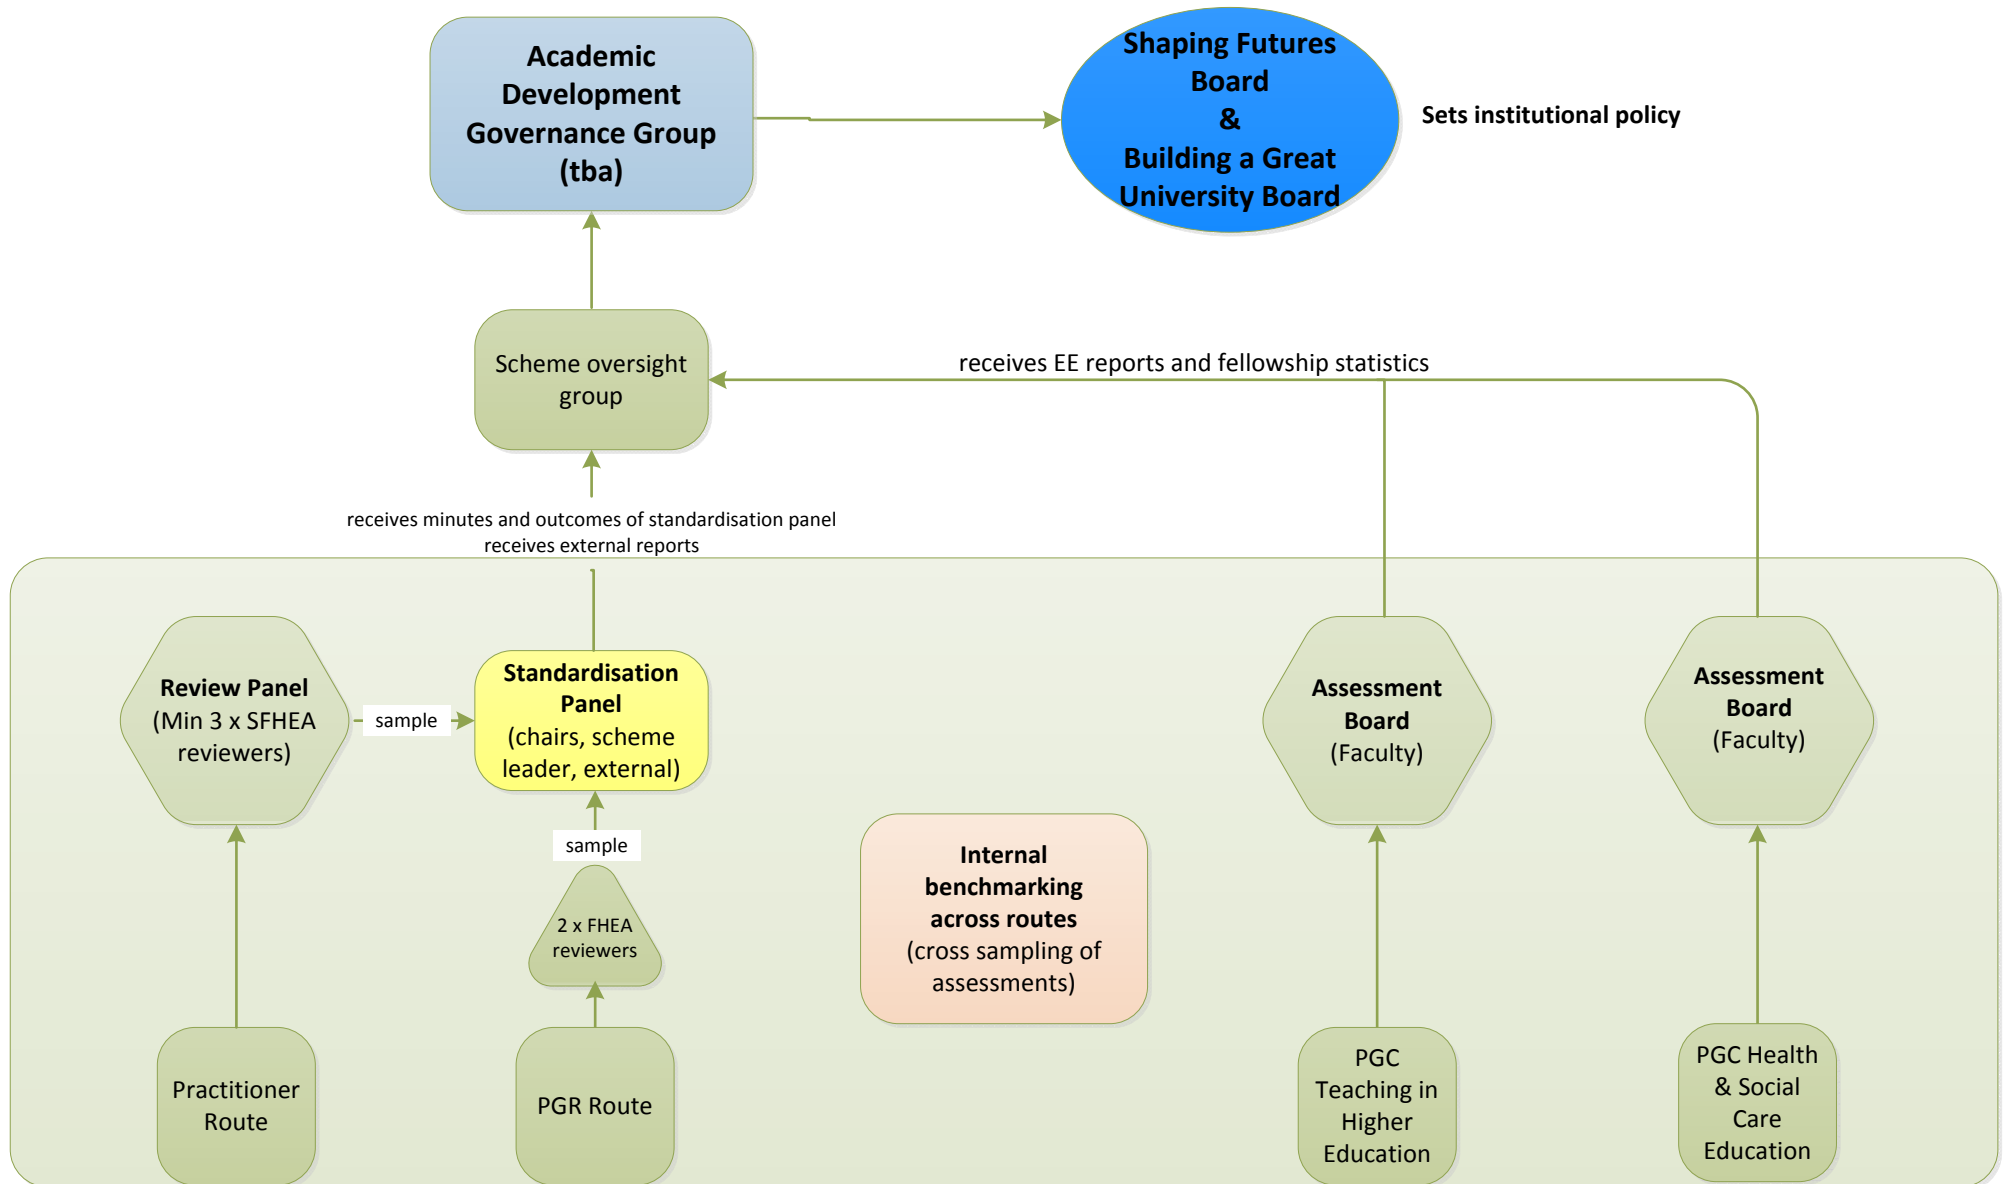 Academic
Development
Governance Group
(tba)
Shaping Futures
Board
&
Building a Great
University Board
Sets institutional policy
Scheme oversight
group
receives EE reports and fellowship statistics
receives minutes and outcomes of standardisation panel
receives external reports
Review Panel
(Min 3 x SFHEA
reviewers)
sample
Standardisation
Panel
(chairs, scheme
leader, external)
Assessment
Board
(Faculty)
Assessment
Board
(Faculty)
sample
2 x FHEA
reviewers
Internal
benchmarking
across routes
(cross sampling of
assessments)
Practitioner
Route
PGR Route
PGC
Teaching in
Higher
Education
PGC Health
& Social
Care
Education